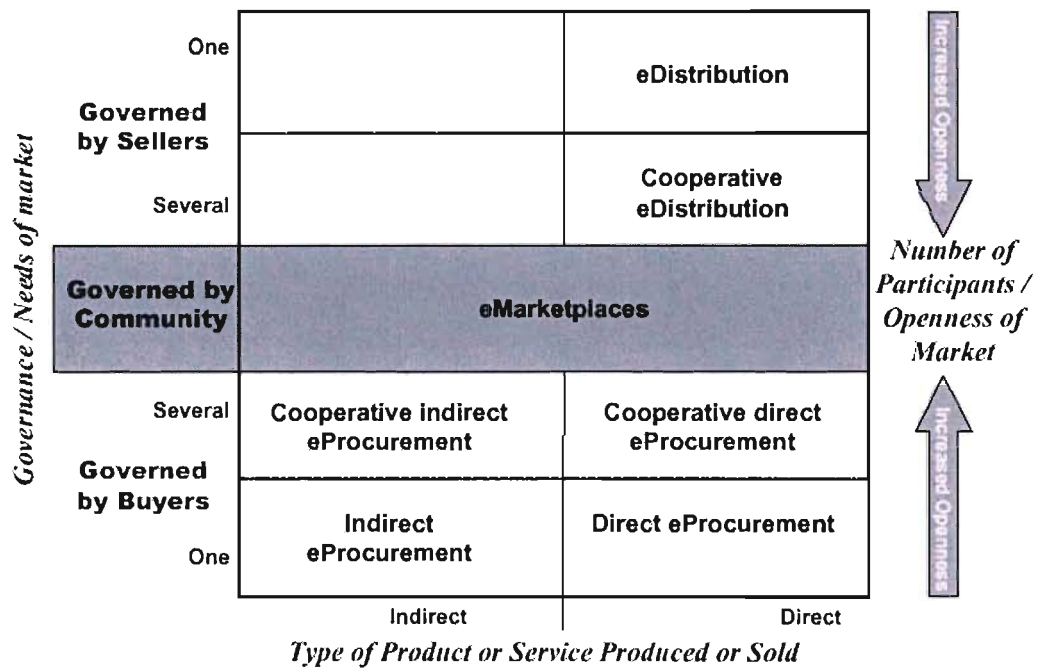 One
eDistribution
Governed
by Sellers
Several
Cooperative
eDistribution
Governed by
Community
eMarketplaces
Several
Cooperative indirect
eProcurement
Cooperative direct
eProcurement
Governed
by Buyers
One
Indirect
eProcurement
Direct eProcurement
Indirect
Direct
Type of Product or Service Produced or Sold
Governance / Needs of market
Increased Openness
Number of
Participants /
Openness of
Market
Increased Openness